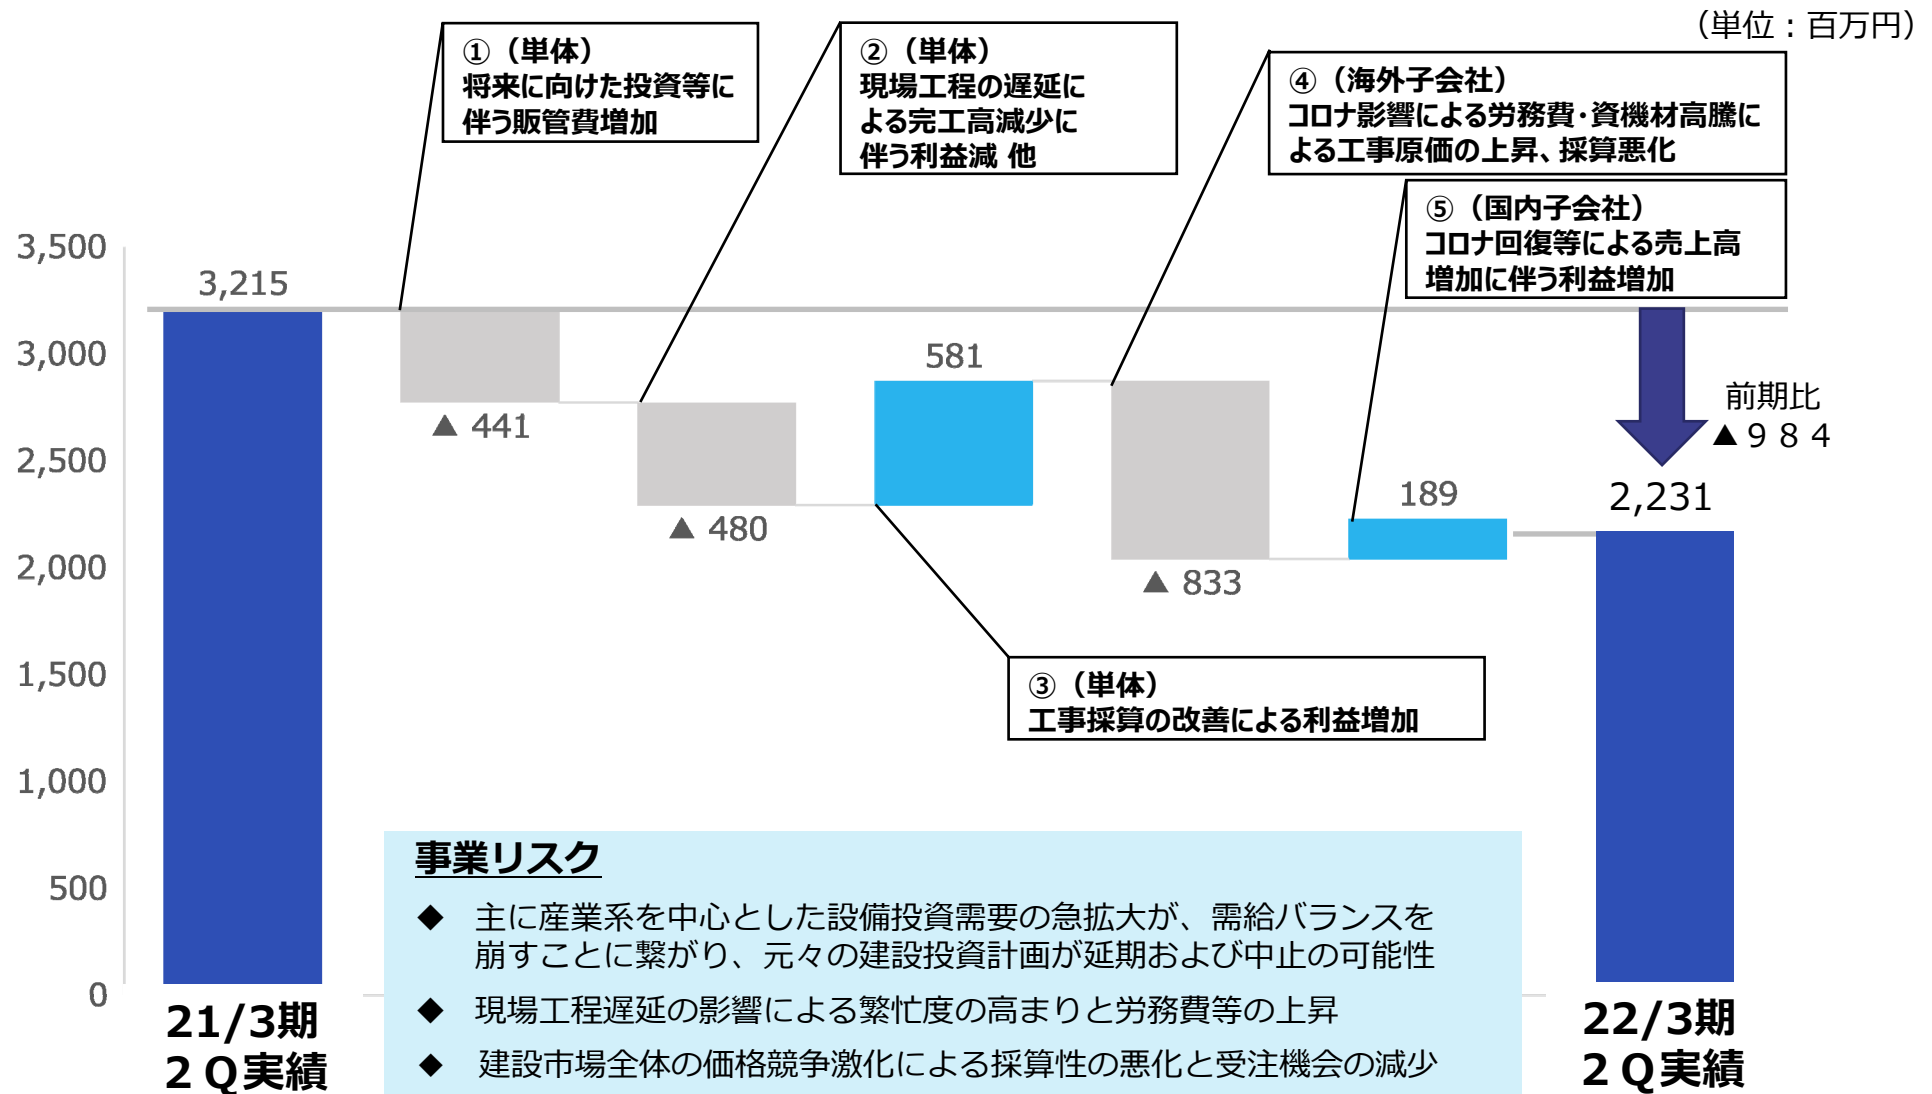 （単位：百万円）
①（単体）
将来に向けた投資等に
伴う販管費増加
②（単体）
現場工程の遅延に
よる完工高減少に
伴う利益減 他
④（海外子会社）
コロナ影響による労務費・資機材高騰に
よる工事原価の上昇、採算悪化
⑤（国内子会社）
コロナ回復等による売上高
増加に伴う利益増加
3,500
3,000
2,500
2,000
1,500
1,000
500
0
3,215
▲ 441
▲ 480
581
▲ 833
189
前期比
▲９８４
2,231
③（単体）
工事採算の改善による利益増加
事業リスク
◆ 主に産業系を中心とした設備投資需要の急拡大が、需給バランスを
崩すことに繋がり、元々の建設投資計画が延期および中止の可能性
◆ 現場工程遅延の影響による繁忙度の高まりと労務費等の上昇
◆ 建設市場全体の価格競争激化による採算性の悪化と受注機会の減少
21/3期
２Ｑ実績
22/3期
２Ｑ実績